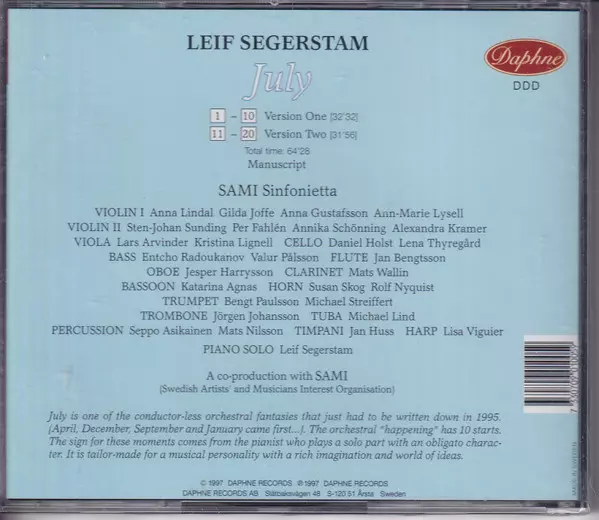 LEIF SEGERSTAM
Daphne
DDD
July
1 – 10 Version One [32'32]
11 – 20 Version Two [31'56]
Total time: 64'28
Manuscript
SAMI Sinfonietta
VIOLIN I Anna Lindal Gilda Joffe Anna Gustafsson Ann-Marie Lysell
VIOLIN II Sten-Johan Sunding Per Fahlén Annika Schönning Alexandra Kramer
VIOLA Lars Arvinder Kristina Lignell CELLO Daniel Holst Lena Thyregård
BASS Entcho Radoukanov Valur Pålsson FLUTE Jan Bengtsson
OBOE Jesper Harrysson CLARINET Mats Wallin
BASSOON Katarina Agnas HORN Susan Skog Rolf Nyquist
TRUMPET Bengt Paulsson Michael Streiffert
TROMBONE Jörgen Johansson TUBA Michael Lind
PERCUSSION Seppo Asikainen Mats Nilsson TIMPANI Jan Huss HARP Lisa Viguier
PIANO SOLO Leif Segerstam
A co-production with SAMI
(Swedish Artists' and Musicians Interest Organisation)
July is one of the conductor-less orchestral fantasies that just had to be written down in 1995.
(April, December, September and January came first...). The orchestral "happening" has 10 starts.
The sign for these moments comes from the pianist who plays a solo part with an obligato charac-
ter. It is tailor-made for a musical personality with a rich imagination and world of ideas.
© 1997 DAPHNE RECORDS ℗ 1997 DAPHNE RECORDS
DAPHNE RECORDS AB Slätbaksvägen 48 S-120 51 Årsta Sweden
MADE IN SWEDEN